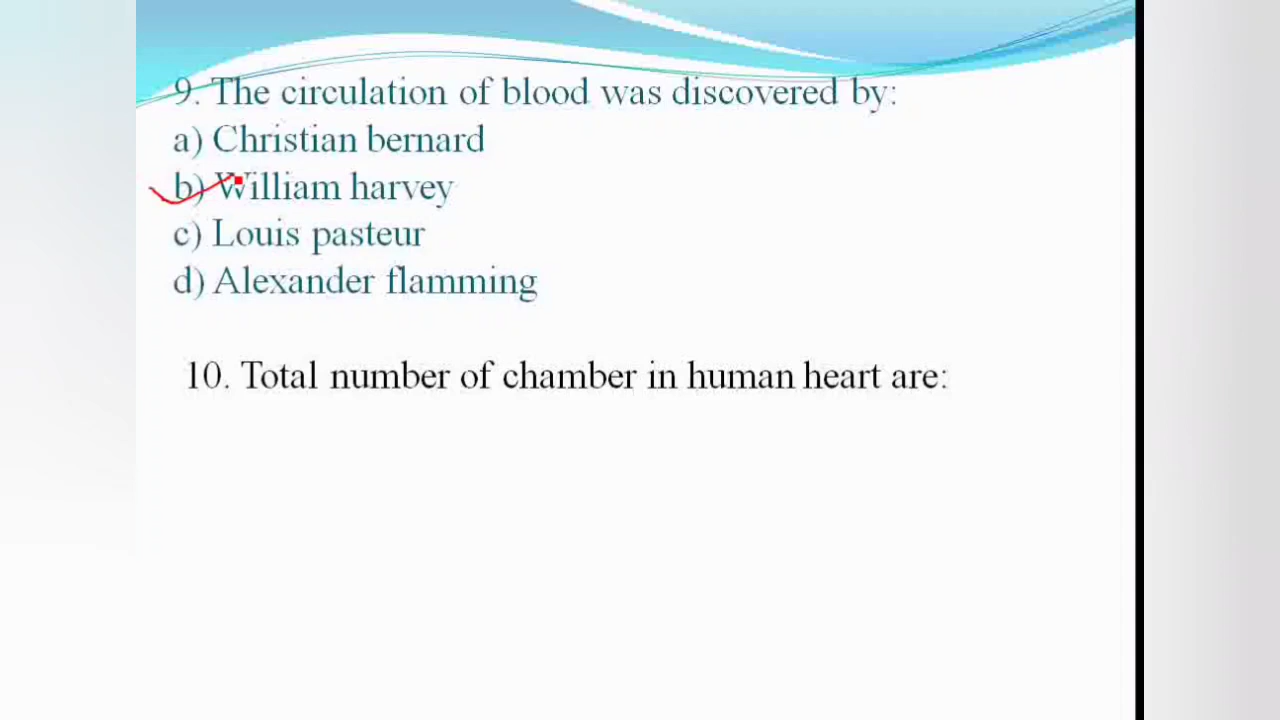 9. The circulation of blood was discovered by:
a) Christian bernard
b) William harvey
c) Louis pasteur
d) Alexander flamming
10. Total number of chamber in human heart are: